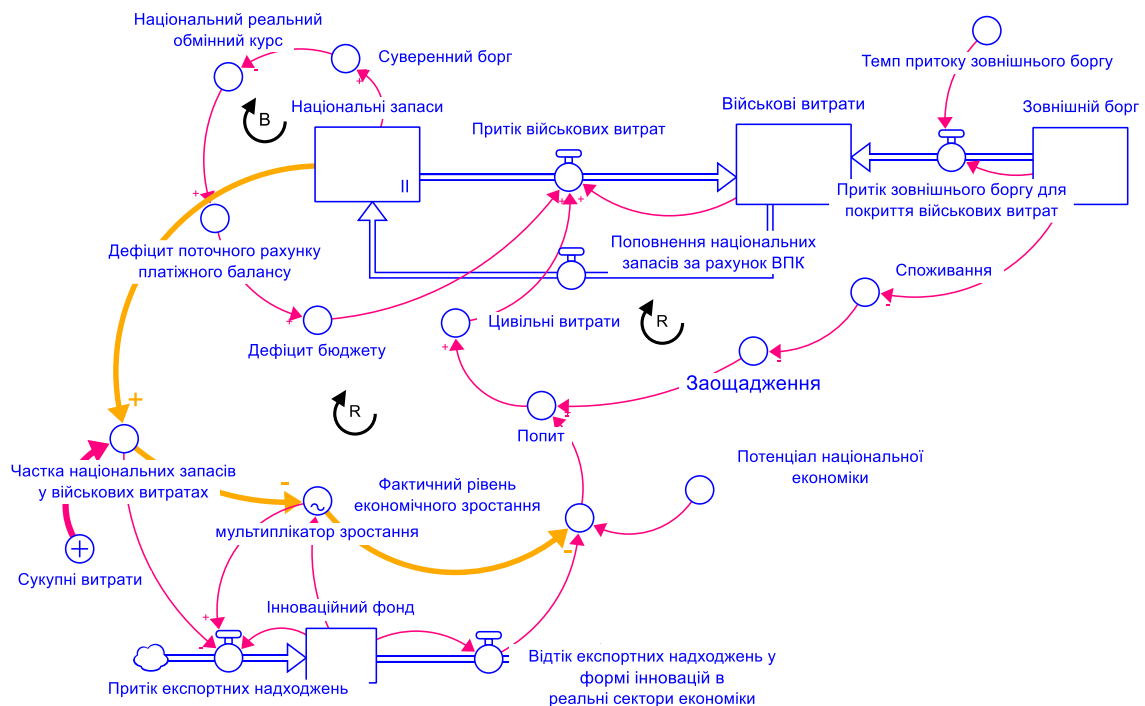 Національний реальний
обмінний курс
Суверенний борг
Темп притоку зовнішнього боргу
Національні запаси
Військові витрати
Зовнішній борг
Притік військових витрат
B
II
Притік зовнішнього боргу для
покриття військових витрат
Дефіцит поточного рахунку
платіжного балансу
Поповнення національних
запасів за рахунок ВПК
Споживання
Цивільні витрати
R
Дефіцит бюджету
Заощадження
R
Попит
Частка національних запасів
у військових витратах
Потенціал національної
економіки
Фактичний рівень
економічного зростання
мультиплікатор зростання
Сукупні витрати
Інноваційний фонд
Притік експортних надходжень
Відтік експортних надходжень у
формі інновацій в
реальні сектори економіки